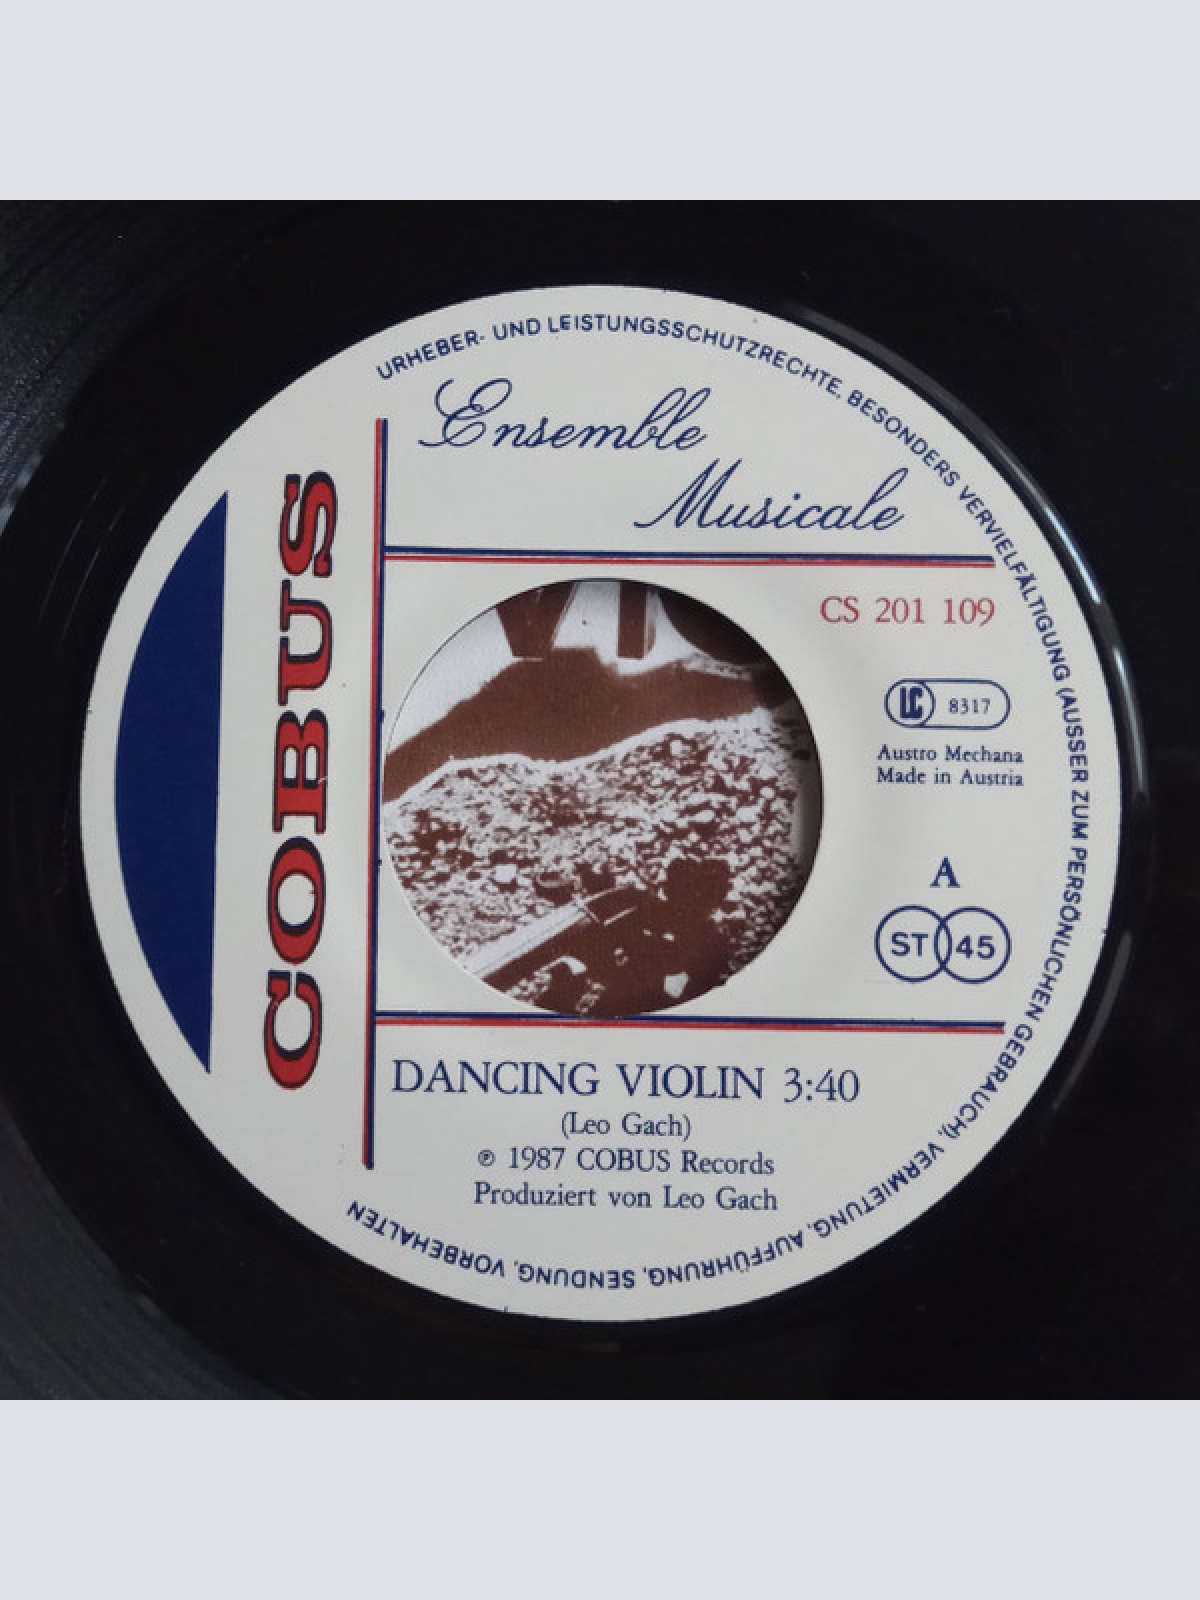 URHEBER- UND LEISTUNGSSCHUTZRECHTE, BESONDERS VERVIELFÄLTIGUNG (AUSSER ZUM PERSÖNLICHEN GEBRAUCH), VERMIETUNG, AUFFÜHRUNG, SENDUNG, VORBEHALTEN
Ensemble
Musicale
COBUS
CS 201 109
LC 8317
Austro Mechana
Made in Austria
A
ST 45
DANCING VIOLIN 3:40
(Leo Gach)
℗ 1987 COBUS Records
Produziert von Leo Gach